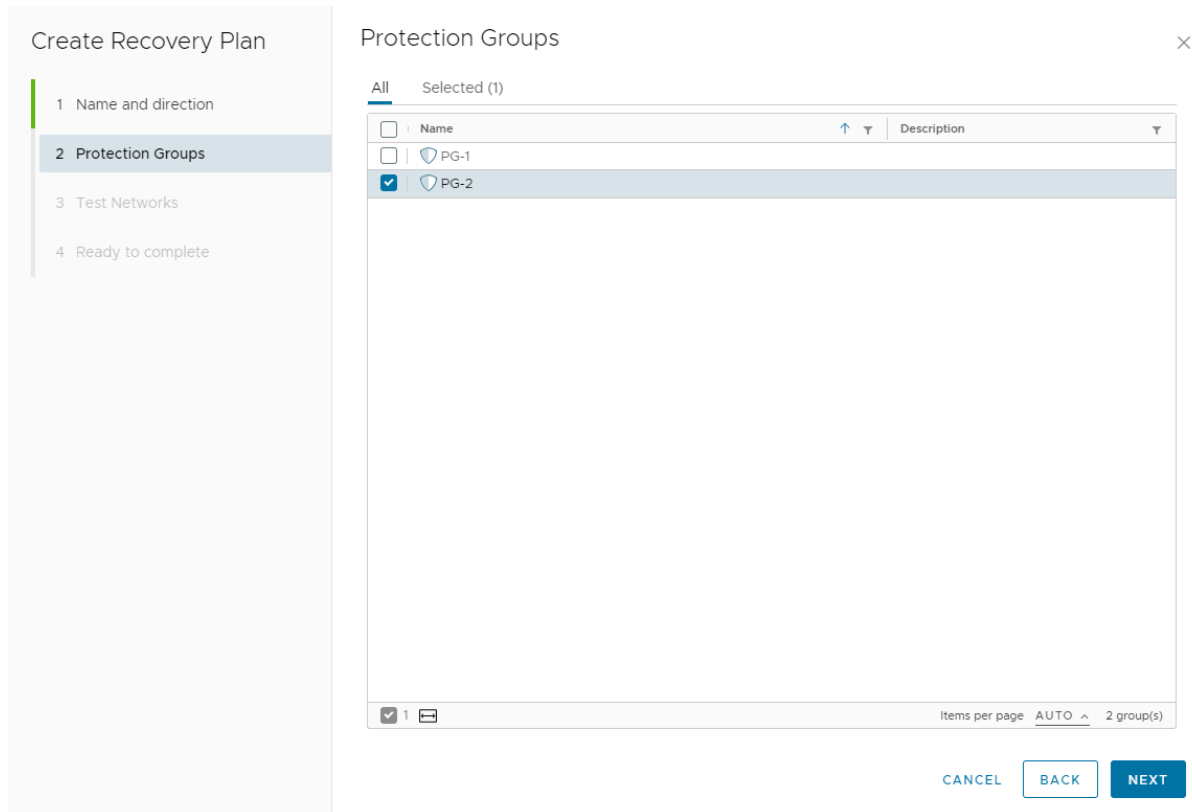 Create Recovery Plan
1 Name and direction
2 Protection Groups
3 Test Networks
4 Ready to complete
Protection Groups
All Selected (1)
Name Description
PG-1
PG-2
1 Items per page AUTO 2 group(s)
CANCEL BACK NEXT